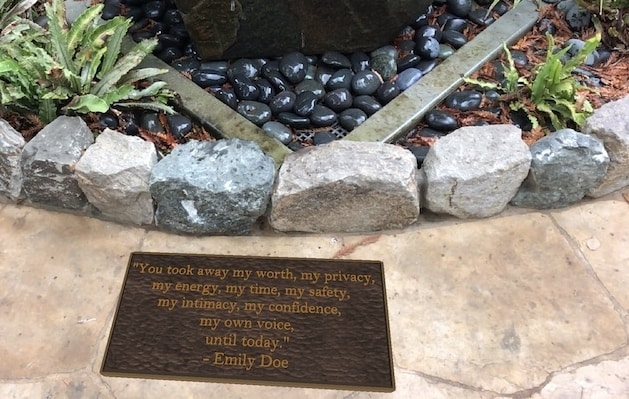 "You took away my worth, my privacy,
my energy, my time, my safety,
my intimacy, my confidence,
my own voice,
until today."
- Emily Doe